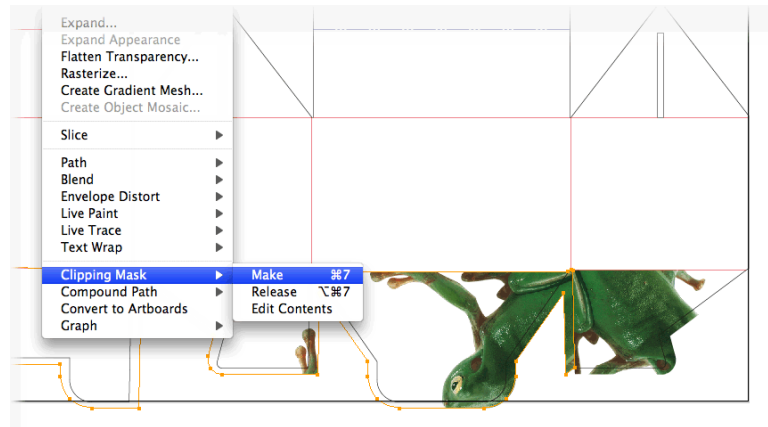 Expand...
Expand Appearance
Flatten Transparency...
Rasterize...
Create Gradient Mesh...
Create Object Mosaic...
Slice
Path
Blend
Envelope Distort
Live Paint
Live Trace
Text Wrap
Clipping Mask
Compound Path
Convert to Artboards
Graph
Make ⌘7
Release ⌥⌘7
Edit Contents